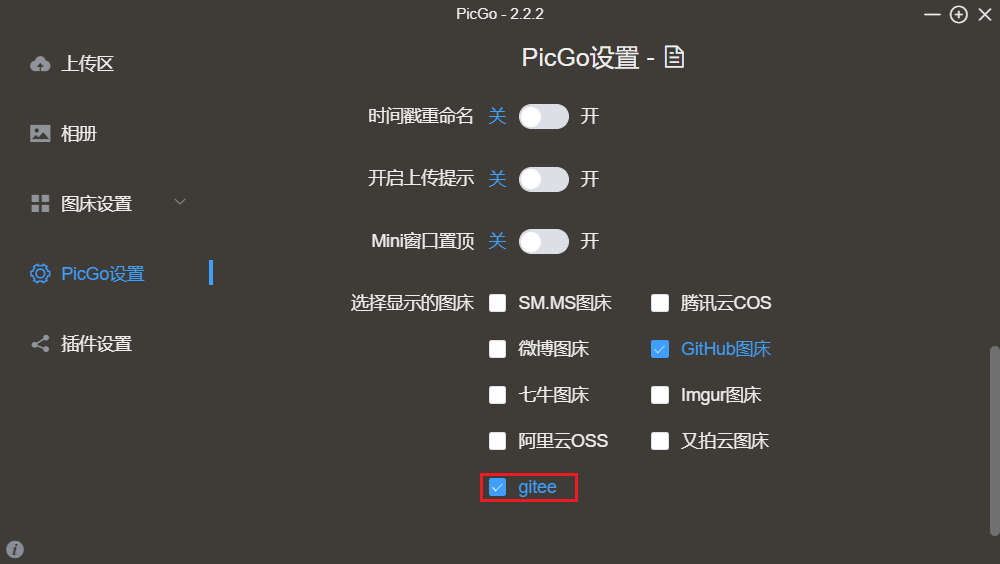 PicGo - 2.2.2
上传区
相册
图床设置
PicGo设置
插件设置
PicGo设置 -
时间戳重命名 关 开
开启上传提示 关 开
Mini窗口置顶 关 开
选择显示的图床 SM.MS图床 腾讯云COS
微博图床 GitHub图床
七牛图床 Imgur图床
阿里云OSS 又拍云图床
gitee